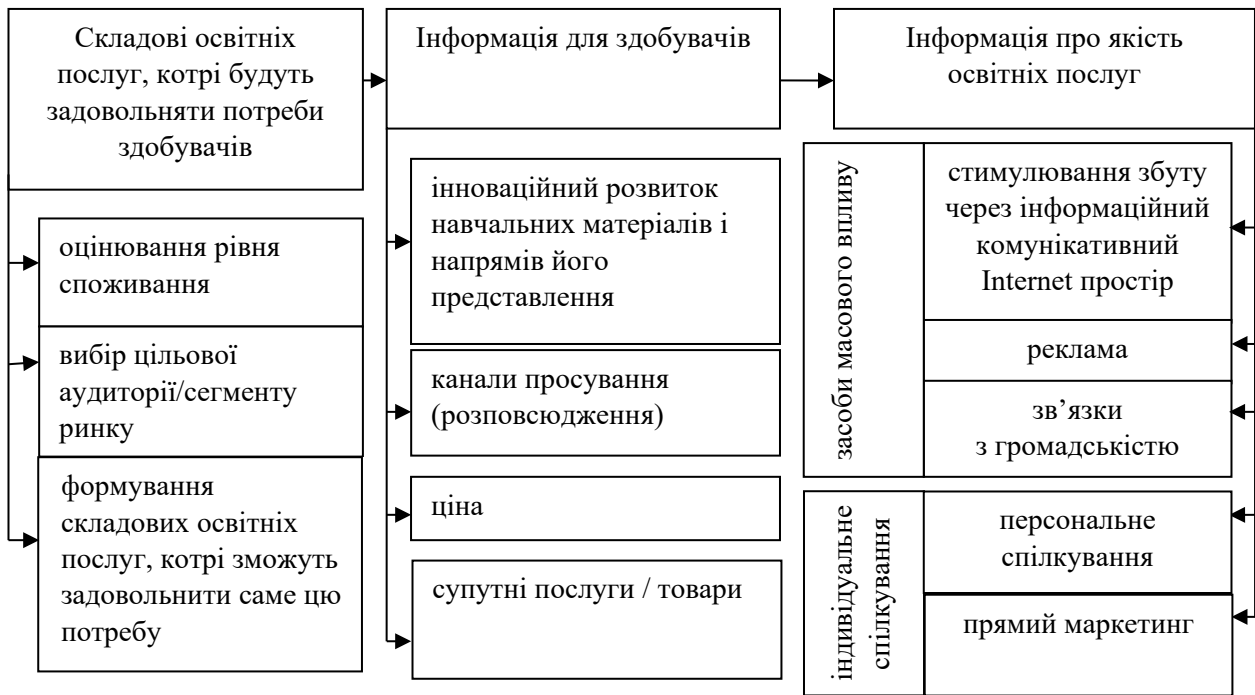 Складові освітніх
послуг, котрі будуть
задовольняти потреби
здобувачів
оцінювання рівня
споживання
вибір цільової
аудиторії/сегменту
ринку
формування
складових освітніх
послуг, котрі зможуть
задовольнити саме цю
потребу
Інформація для здобувачів
інноваційний розвиток
навчальних матеріалів і
напрямів його
представлення
канали просування
(розповсюдження)
ціна
супутні послуги / товари
Інформація про якість
освітніх послуг
засоби масового впливу
стимулювання збуту
через інформаційний
комунікативний
Internet простір
реклама
зв’язки
з громадськістю
індивідуальне
спілкування
персональне
спілкування
прямий маркетинг